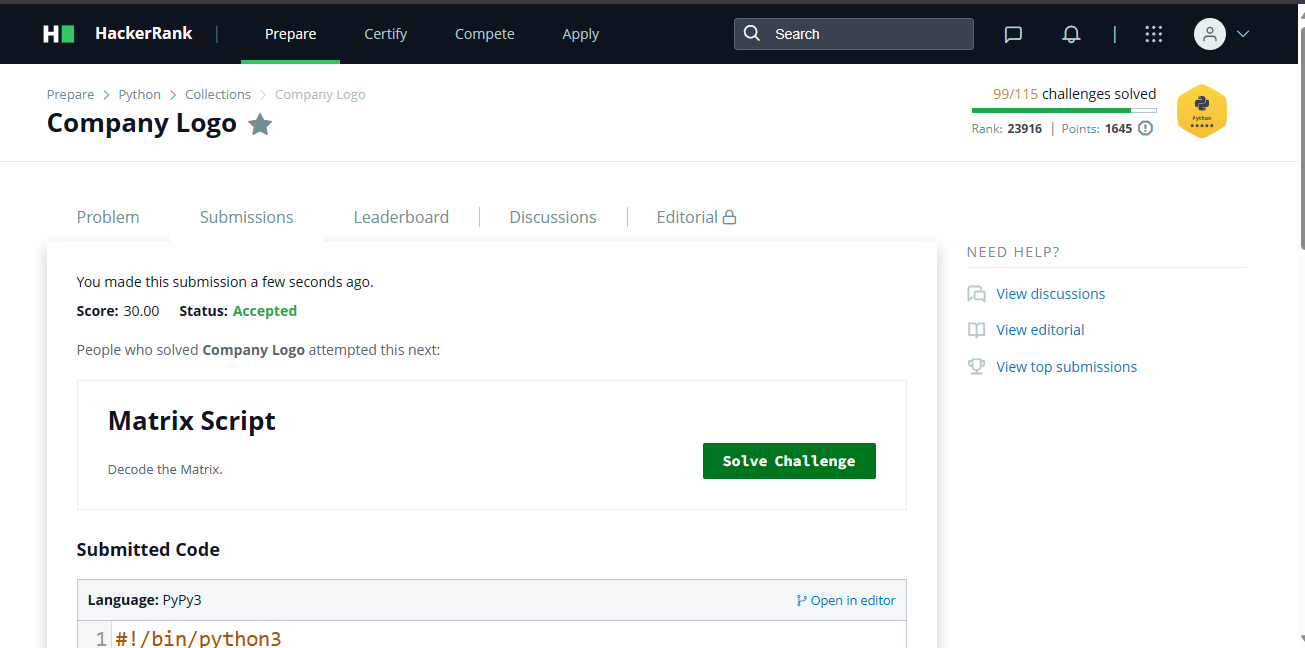 H HackerRank | Prepare Certify Compete Apply Search
Prepare > Python > Collections > Company Logo
99/115 challenges solved
Company Logo
Rank: 23916 | Points: 1645
Python
Problem Submissions Leaderboard Discussions Editorial
NEED HELP?
You made this submission a few seconds ago.
View discussions
Score: 30.00 Status: Accepted
View editorial
People who solved Company Logo attempted this next:
View top submissions
Matrix Script
Decode the Matrix.
Solve Challenge
Submitted Code
Language: PyPy3
Open in editor
1 #!/bin/python3